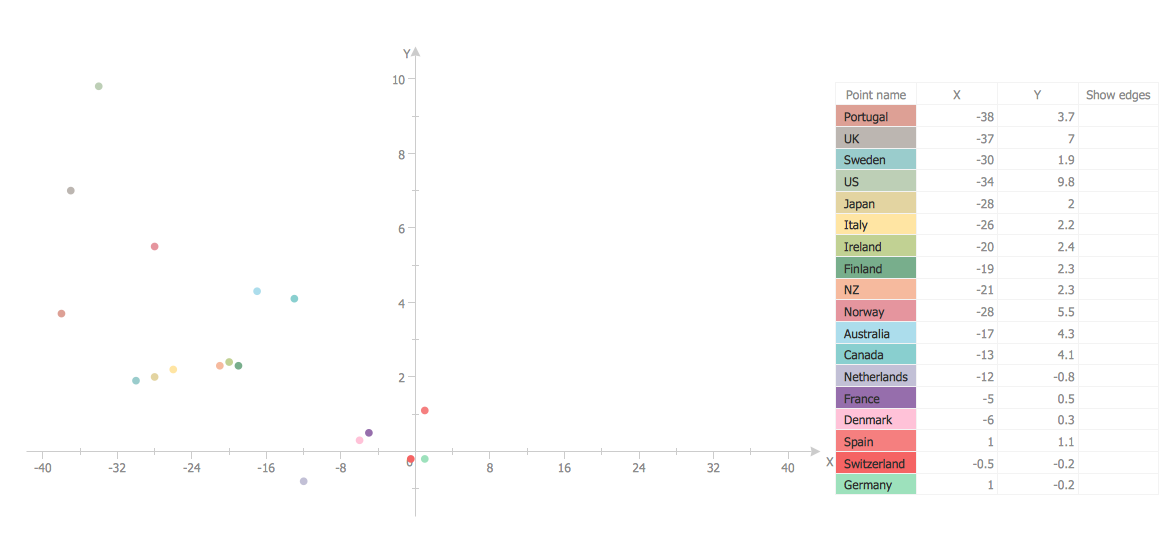 Y
10
8
6
4
2
-40 -32 -24 -16 -8 0 8 16 24 32 40 X
Point name X Y Show edges
Portugal -38 3.7
UK -37 7
Sweden -30 1.9
US -34 9.8
Japan -28 2
Italy -26 2.2
Ireland -20 2.4
Finland -19 2.3
NZ -21 2.3
Norway -28 5.5
Australia -17 4.3
Canada -13 4.1
Netherlands -12 -0.8
France -5 0.5
Denmark -6 0.3
Spain 1 1.1
Switzerland -0.5 -0.2
Germany 1 -0.2